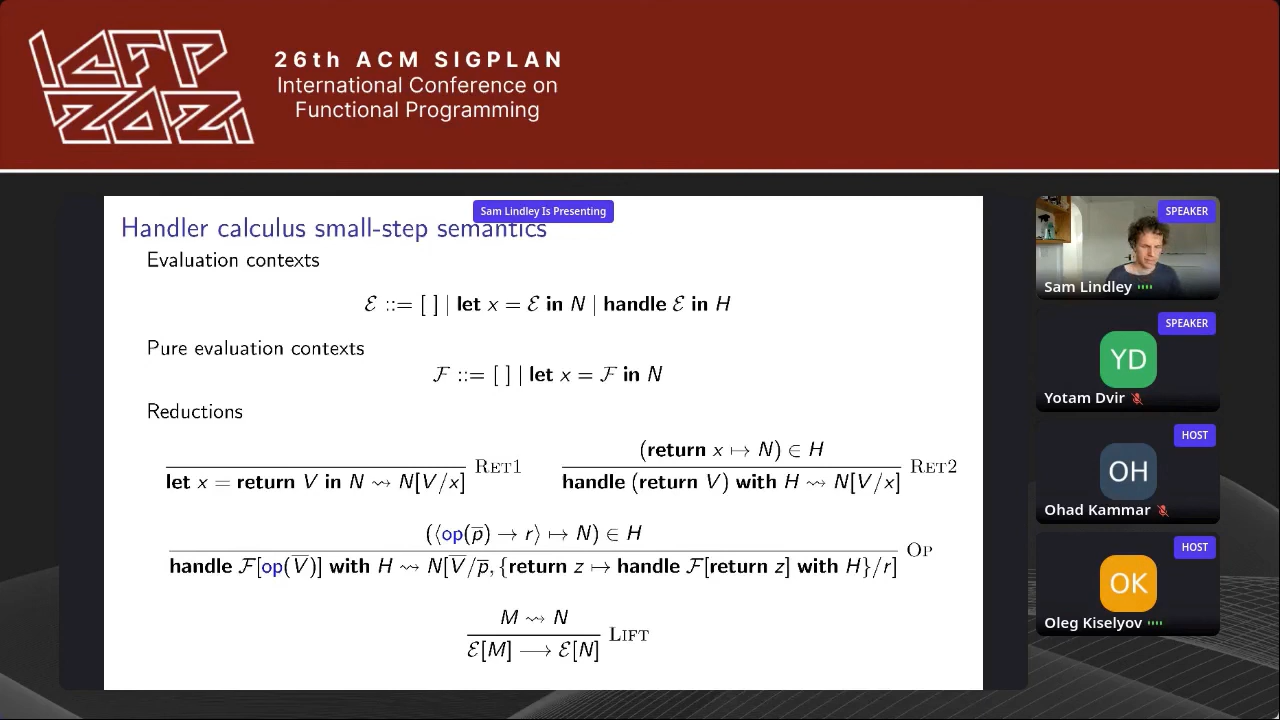 ICFP
2021
26th ACM SIGPLAN
International Conference on
Functional Programming
Sam Lindley Is Presenting
Handler calculus small-step semantics
Evaluation contexts
ℰ ::= [ ] | let x = ℰ in N | handle ℰ in H
Pure evaluation contexts
ℱ ::= [ ] | let x = ℱ in N
Reductions
let x = return V in N ⇝ N[V/x] RET1
(return x ↦ N) ∈ H
handle (return V) with H ⇝ N[V/x] RET2
(⟨op(p̅) → r⟩ ↦ N) ∈ H
handle ℱ[op(V̅)] with H ⇝ N[V̅/p̅, {return z ↦ handle ℱ[return z] with H}/r] OP
M ⇝ N
ℰ[M] ⟶ ℰ[N] LIFT
SPEAKER
Sam Lindley
SPEAKER
YD
Yotam Dvir
HOST
OH
Ohad Kammar
HOST
OK
Oleg Kiselyov